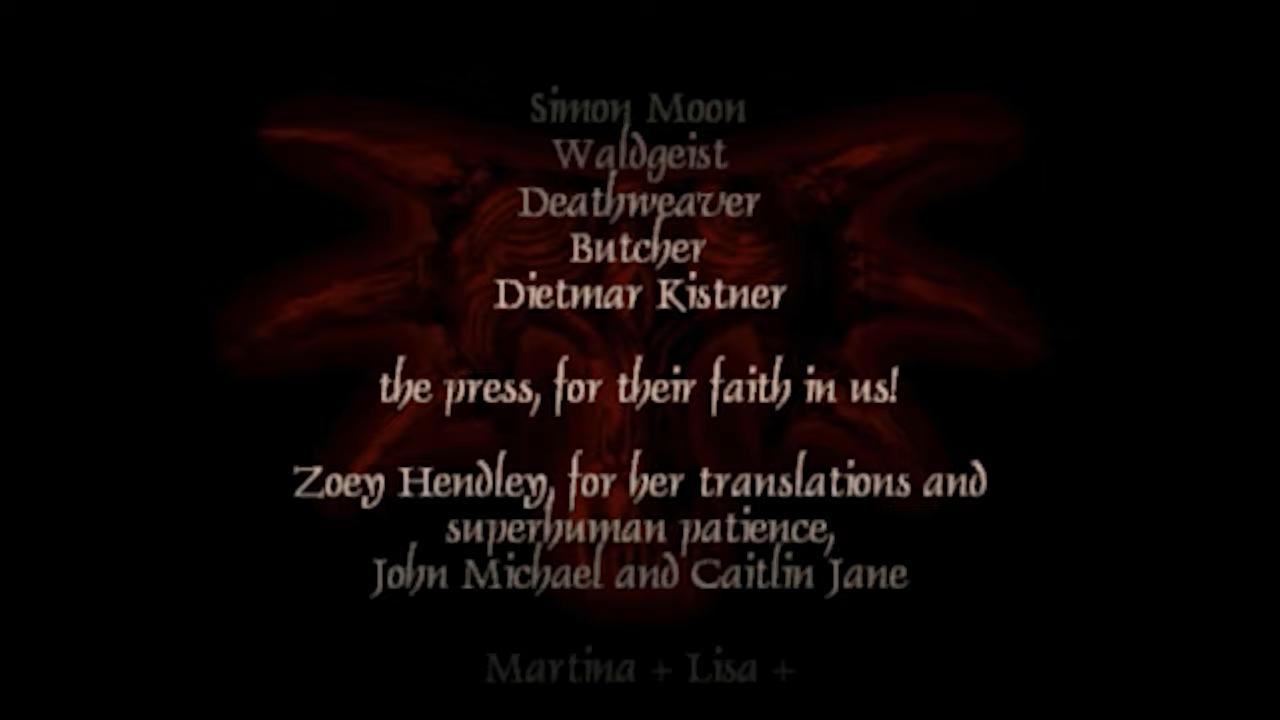 Simon Moon
Waldgeist
Deathweaver
Butcher
Dietmar Kistner
the press, for their faith in us!
Zoey Hendley, for her translations and
superhuman patience,
John Michael and Caitlin Jane
Martina + Lisa +